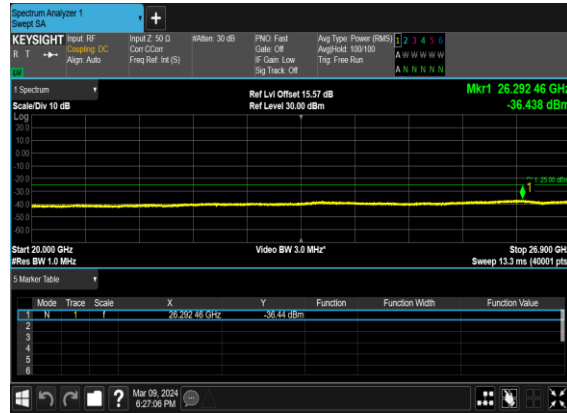 Spectrum Analyzer 1
Swept SA
+
KEYSIGHT Input: RF Input Z: 50 Ω #Atten: 30 dB PNO: Fast Avg Type: Power (RMS) 1 2 3 4 5 6
R T Coupling: DC Corr CCorr Gate: Off Avg|Hold: 100/100 A W W W W W
Align: Auto Freq Ref: Int (S) IF Gain: Low Trig: Free Run
LW Sig Track: Off A N N N N N
1 Spectrum
Scale/Div 10 dB Ref Lvl Offset 15.57 dB Mkr1 26.292 46 GHz
Ref Level 30.00 dBm -36.438 dBm
Log
20.0
10.0
0.00
-10.0
-20.0
-25.00 dBm
-30.0
1
-40.0
-50.0
-60.0
Start 20.000 GHz Video BW 3.0 MHz* Stop 26.900 GHz
#Res BW 1.0 MHz Sweep 13.3 ms (40001 pts)
5 Marker Table
Mode Trace Scale X Y Function Function Width Function Value
1 N 1 f 26.292 46 GHz -36.44 dBm
2
3
4
5
6
? Mar 09, 2024
6:27:06 PM